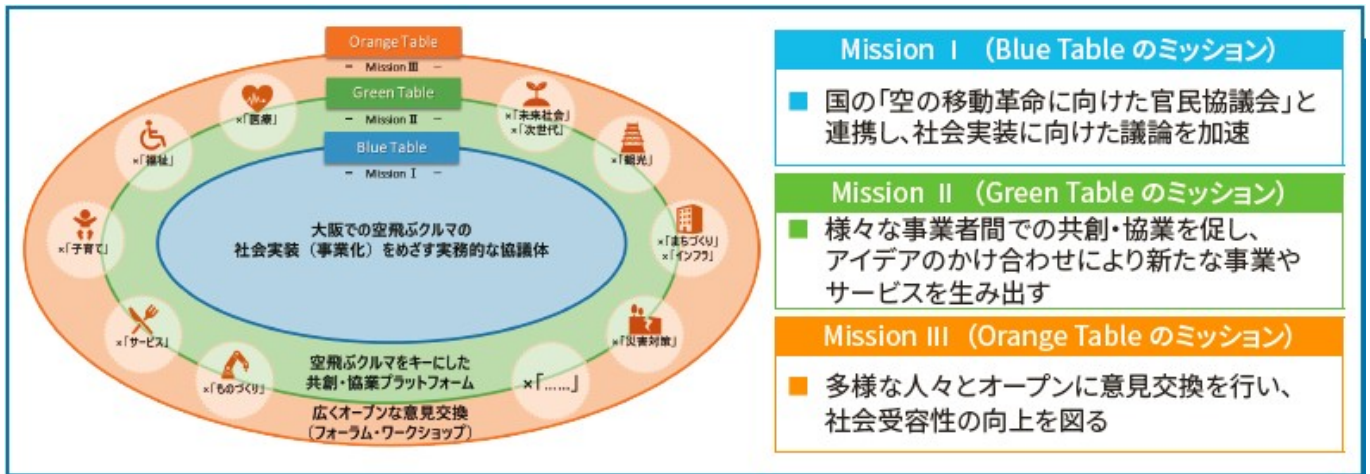 Orange Table
－ Mission Ⅲ －
Green Table
－ Mission Ⅱ －
Blue Table
－ Mission Ⅰ －
×「医療」
×「福祉」
×「子育て」
×「サービス」
×「ものづくり」
×「未来社会」
×「次世代」
×「観光」
×「まちづくり」
×「インフラ」
×「災害対策」
×「……」
大阪での空飛ぶクルマの
社会実装（事業化）をめざす実務的な協議体
空飛ぶクルマをキーにした
共創・協業プラットフォーム
広くオープンな意見交換
（フォーラム・ワークショップ）
Mission Ⅰ （Blue Table のミッション）
■ 国の「空の移動革命に向けた官民協議会」と
連携し、社会実装に向けた議論を加速
Mission Ⅱ （Green Table のミッション）
■ 様々な事業者間での共創・協業を促し、
アイデアのかけ合わせにより新たな事業や
サービスを生み出す
Mission Ⅲ （Orange Table のミッション）
■ 多様な人々とオープンに意見交換を行い、
社会受容性の向上を図る